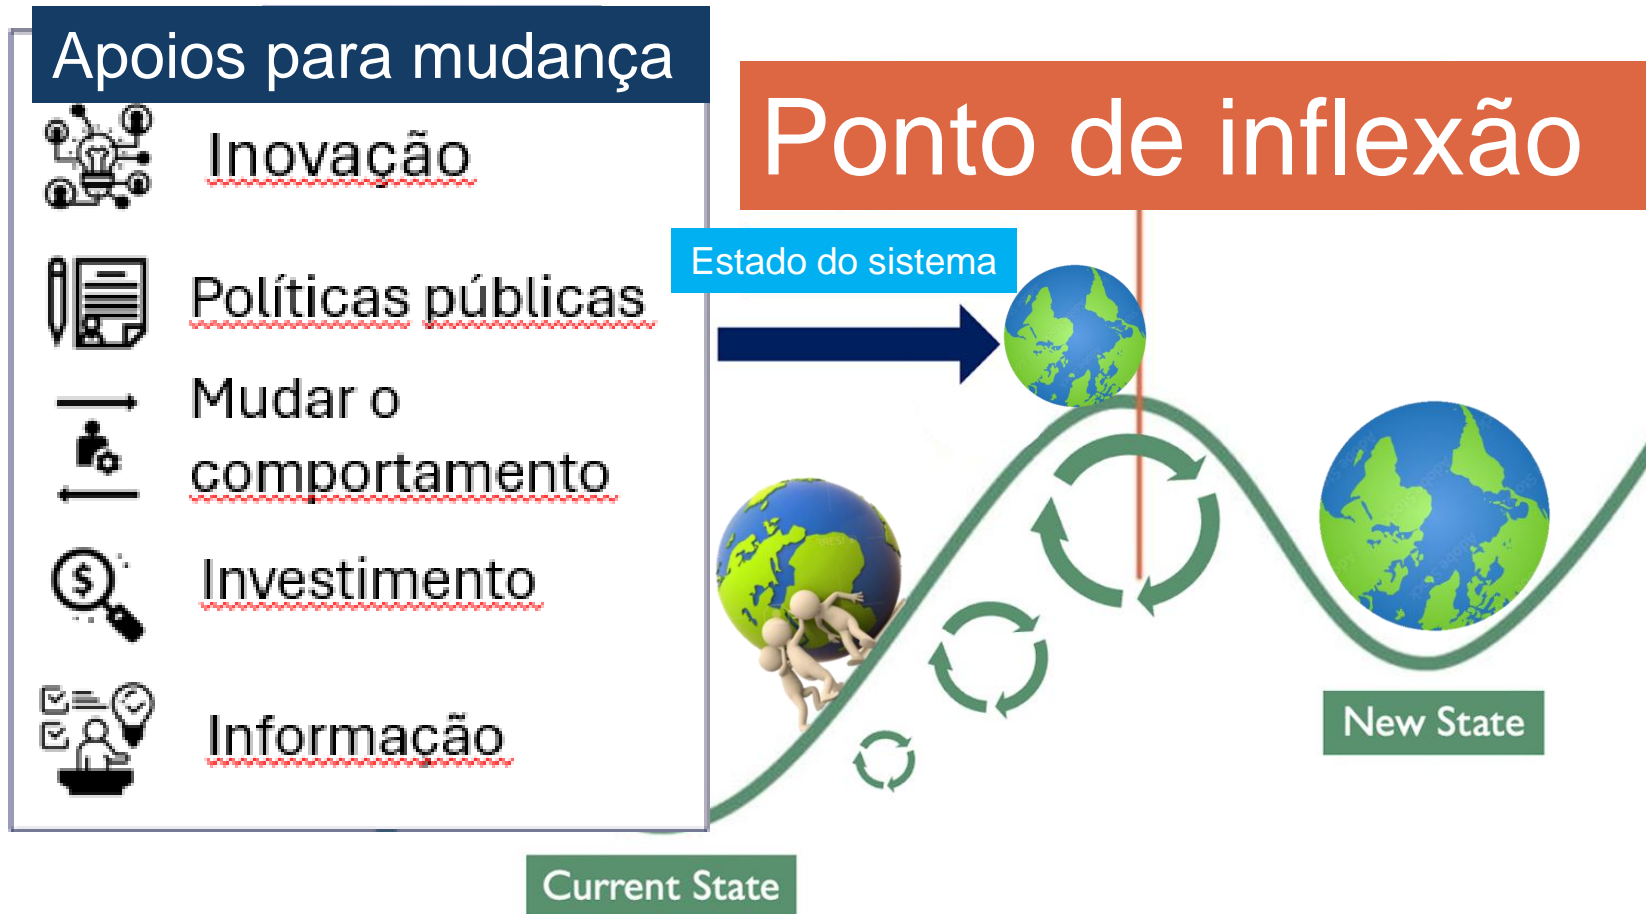 Apoios para mudança
Inovação
Políticas públicas
Mudar o
comportamento
Investimento
Informação
Ponto de inflexão
Estado do sistema
New State
Current State